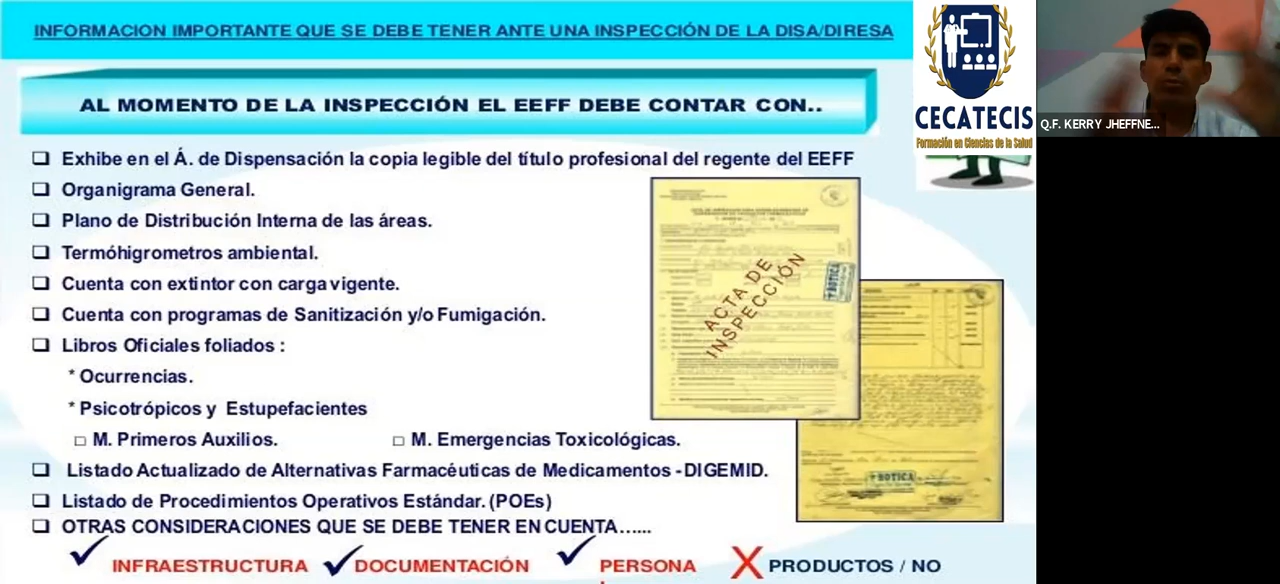 INFORMACION IMPORTANTE QUE SE DEBE TENER ANTE UNA INSPECCIÓN DE LA DISA/DIRESA
AL MOMENTO DE LA INSPECCIÓN EL EEFF DEBE CONTAR CON..
CECATECIS
Formación en Ciencias de la Salud
Q.F. KERRY JHEFFNE...
❑ Exhibe en el Á. de Dispensación la copia legible del título profesional del regente del EEFF
❑ Organigrama General.
❑ Plano de Distribución Interna de las áreas.
❑ Termóhigrometros ambiental.
❑ Cuenta con extintor con carga vigente.
❑ Cuenta con programas de Sanitización y/o Fumigación.
❑ Libros Oficiales foliados :
* Ocurrencias.
* Psicotrópicos y Estupefacientes
□ M. Primeros Auxilios. □ M. Emergencias Toxicológicas.
❑ Listado Actualizado de Alternativas Farmacéuticas de Medicamentos - DIGEMID.
❑ Listado de Procedimientos Operativos Estándar. (POEs)
❑ OTRAS CONSIDERACIONES QUE SE DEBE TENER EN CUENTA…...
ACTA DE
INSPECCIÓN
BOTICA
BOTICA
INFRAESTRUCTURA DOCUMENTACIÓN PERSONA PRODUCTOS / NO